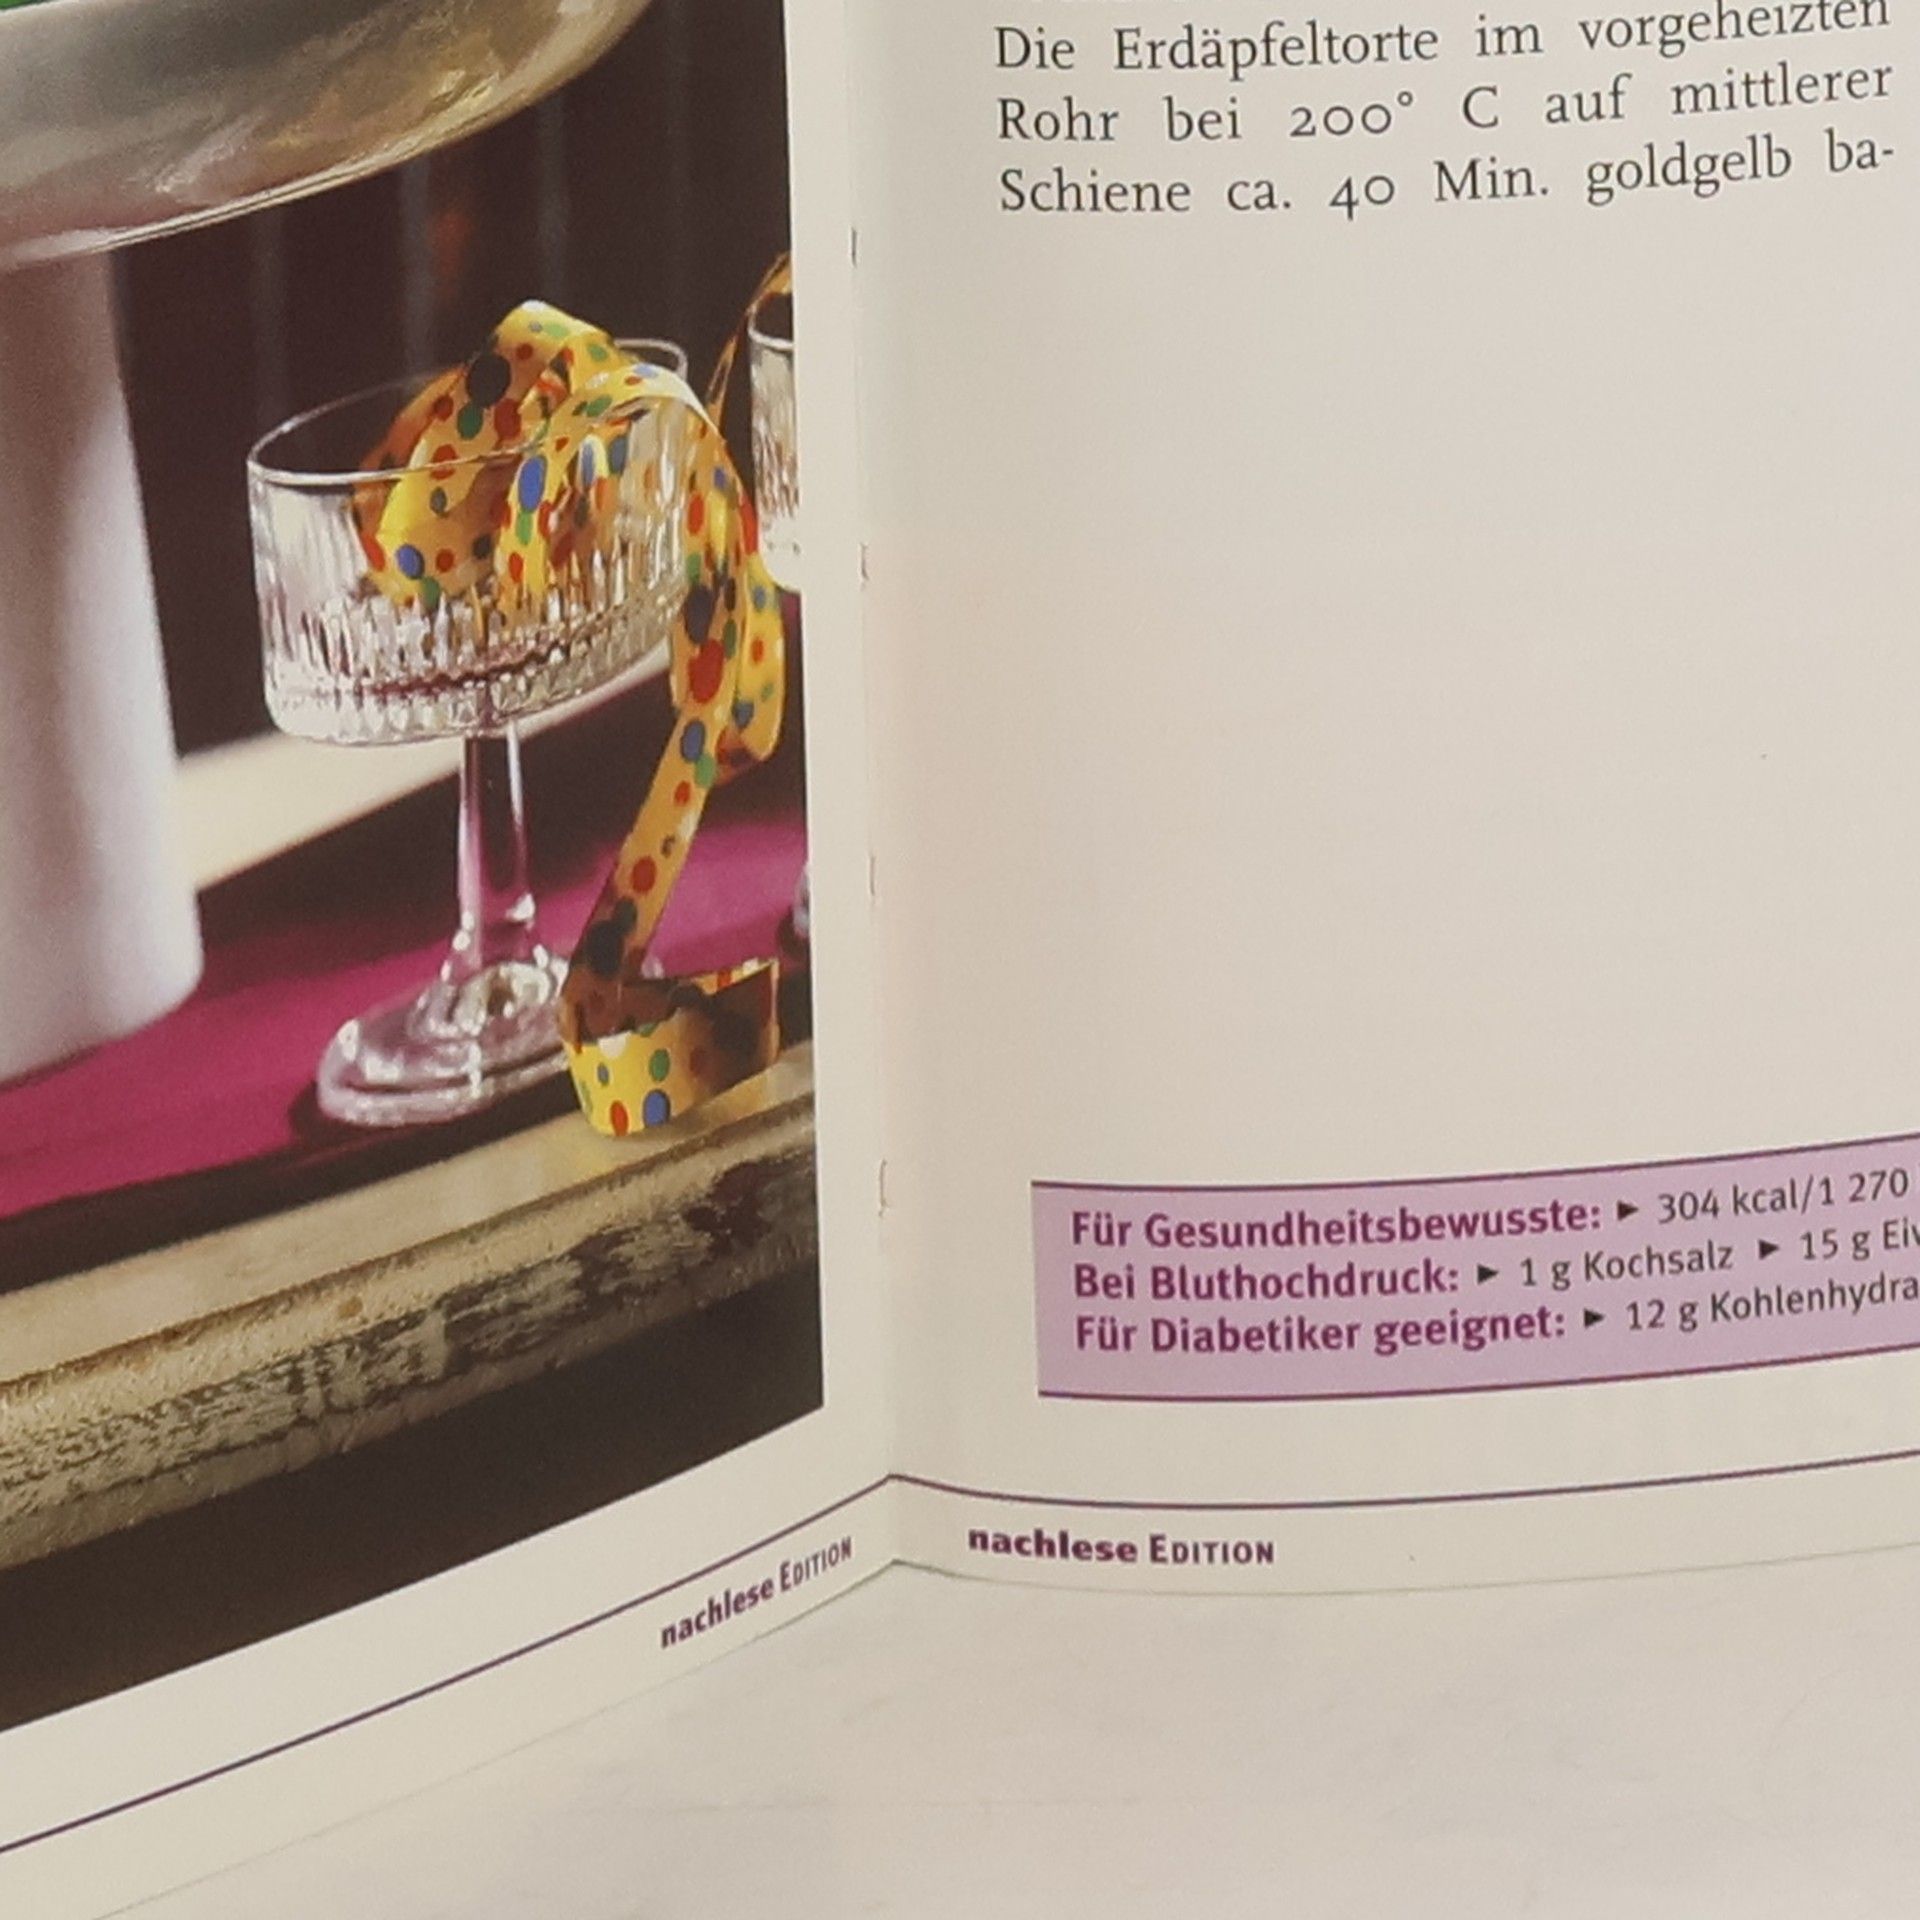 Die Erdäpfeltorte im vorgeheizten
Rohr bei 200° C auf mittlerer
Schiene ca. 40 Min. goldgelb ba-
Für Gesundheitsbewusste: ► 304 kcal/1 270
Bei Bluthochdruck: ► 1 g Kochsalz ► 15 g
Für Diabetiker geeignet: ► 12 g
nachlese EDITION
nachlese EDITION